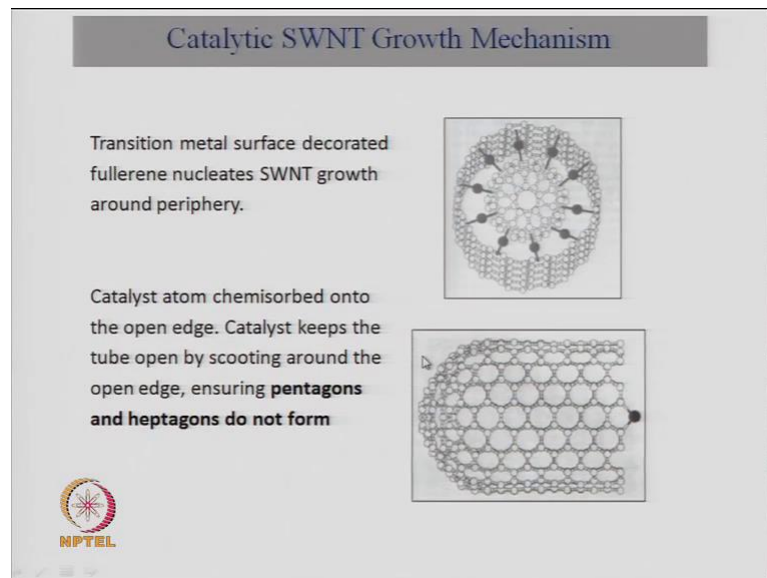 Catalytic SWNT Growth Mechanism
Transition metal surface decorated
fullerene nucleates SWNT growth
around periphery.
Catalyst atom chemisorbed onto
the open edge. Catalyst keeps the
tube open by scooting around the
open edge, ensuring pentagons
and heptagons do not form
NPTEL